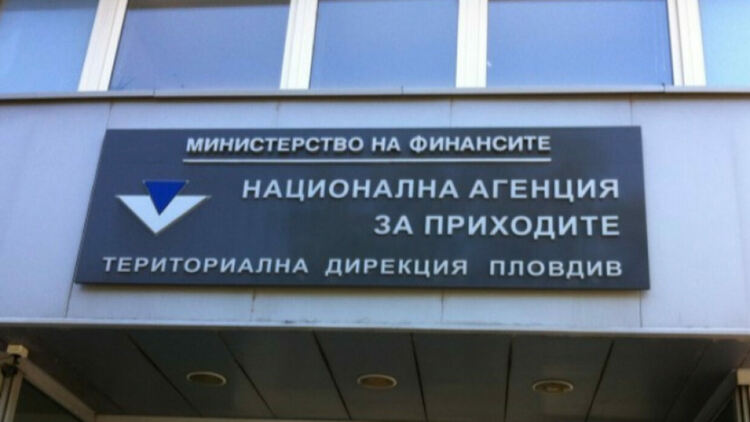 МИНИСТЕРСТВО НА ФИНАНСИТЕ
НАЦИОНАЛНА АГЕНЦИЯ
ЗА ПРИХОДИТЕ
ТЕРИТОРИАЛНА ДИРЕКЦИЯ ПЛОВДИВ